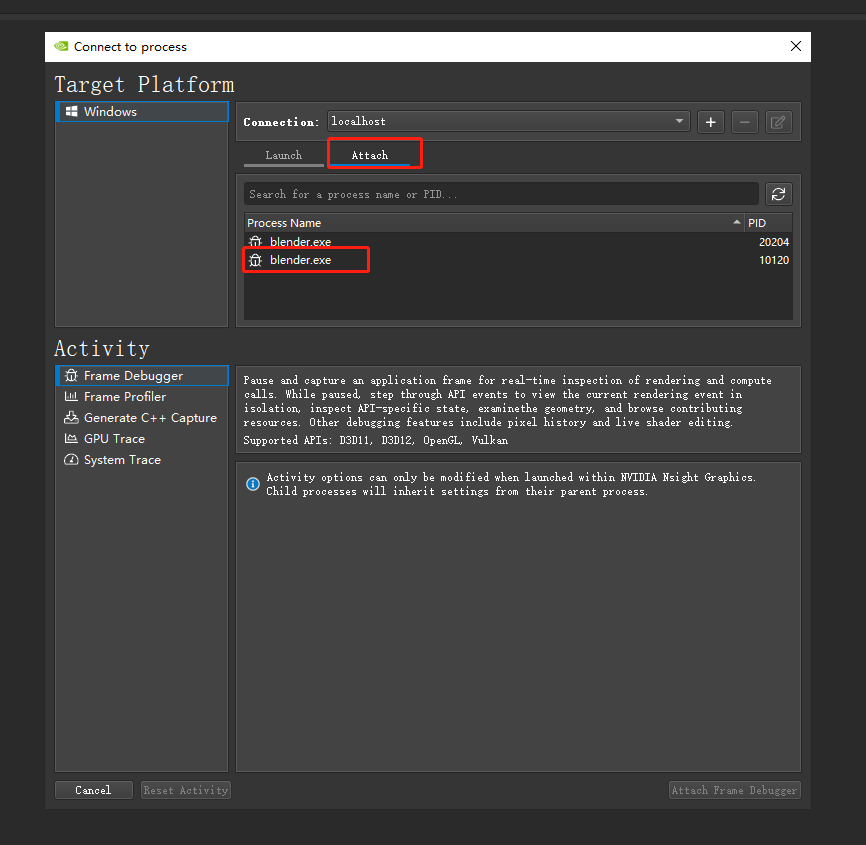 Connect to process
Target Platform
Windows
Connection: localhost
Launch Attach
Search for a process name or PID...
Process Name PID
blender.exe 20204
blender.exe 10120
Activity
Frame Debugger
Frame Profiler
Generate C++ Capture
GPU Trace
System Trace
Pause and capture an application frame for real-time inspection of rendering and compute
calls. While paused, step through API events to view the current rendering event in
isolation, inspect API-specific state, examinethe geometry, and browse contributing
resources. Other debugging features include pixel history and live shader editing.
Supported APIs: D3D11, D3D12, OpenGL, Vulkan
Activity options can only be modified when launched within NVIDIA Nsight Graphics.
Child processes will inherit settings from their parent process.
Cancel Reset Activity Attach Frame Debugger